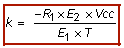 k = −R₁ × E₂ × Vcc / E₁ × T